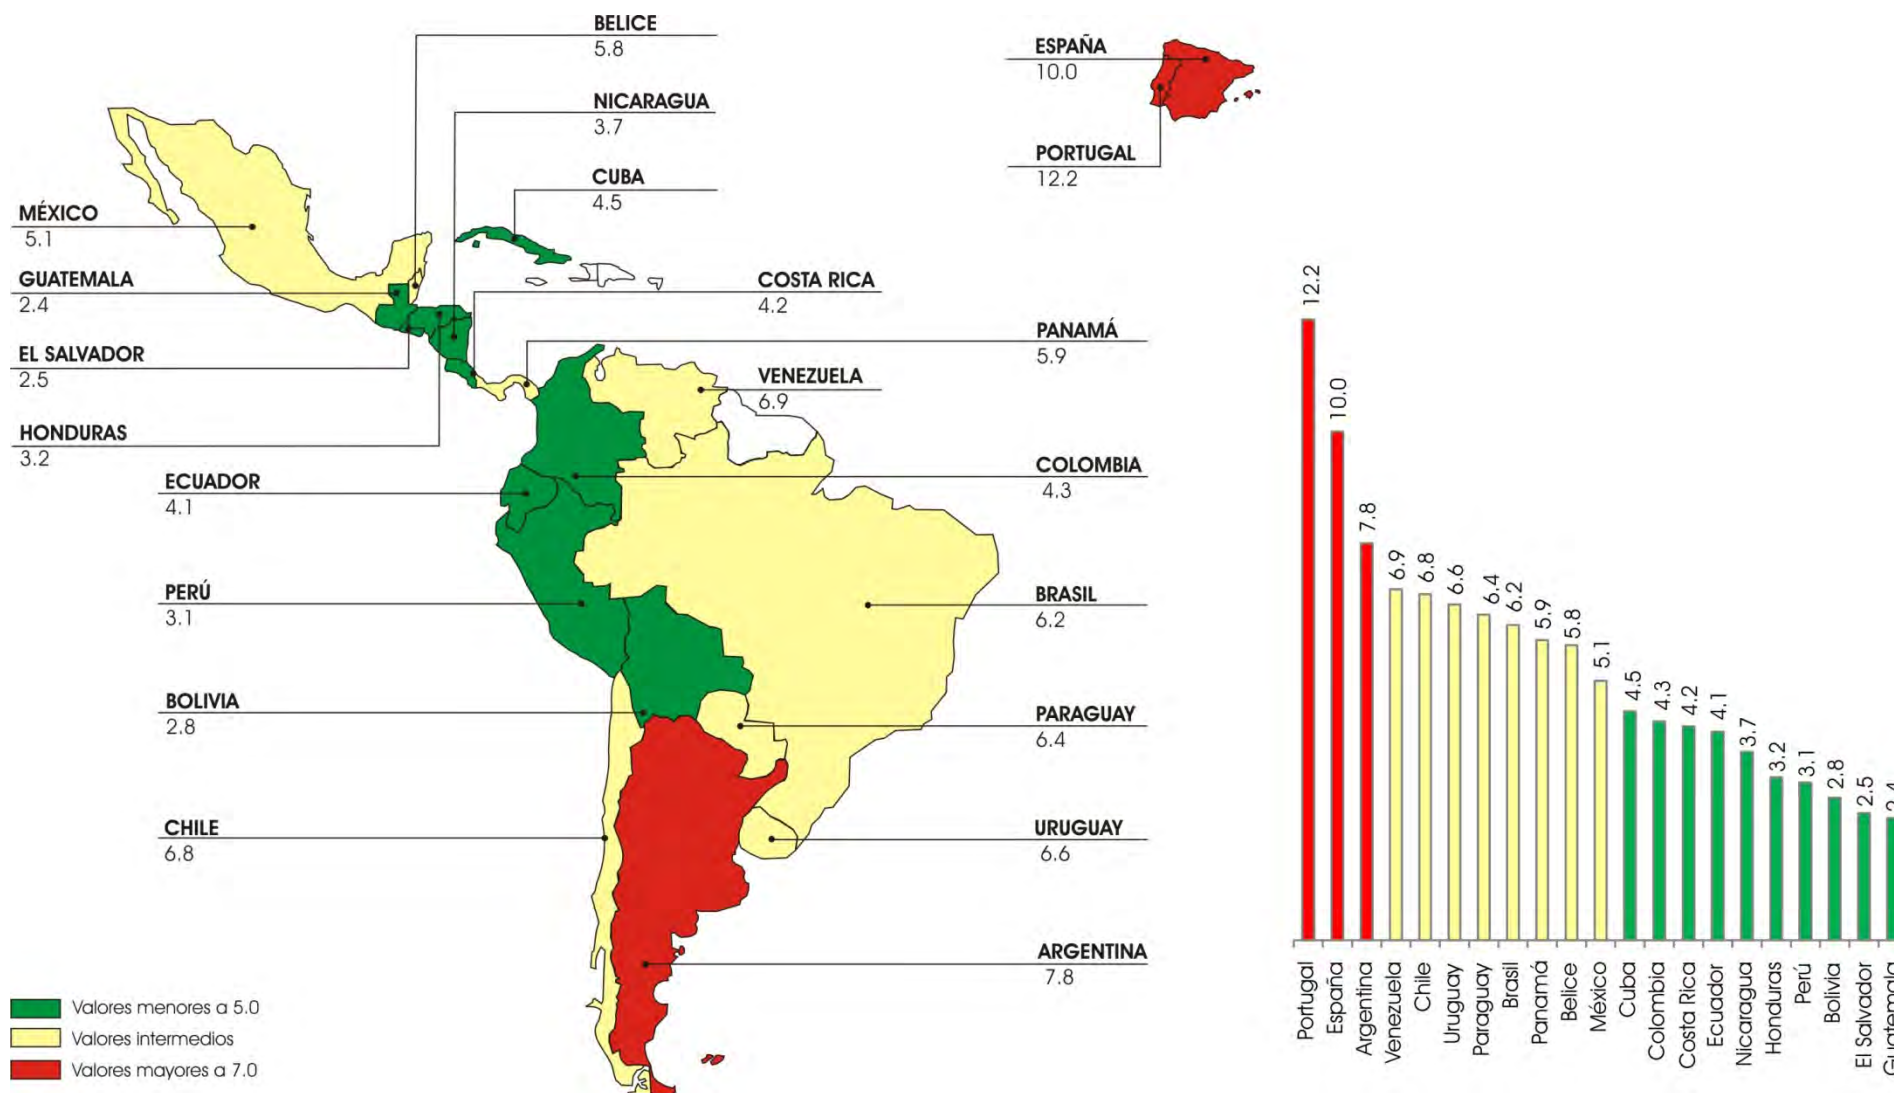 BELICE
5.8
NICARAGUA
3.7
CUBA
4.5
MÉXICO
5.1
GUATEMALA
2.4
EL SALVADOR
2.5
HONDURAS
3.2
COSTA RICA
4.2
PANAMÁ
5.9
VENEZUELA
6.9
ECUADOR
4.1
COLOMBIA
4.3
PERÚ
3.1
BRASIL
6.2
BOLIVIA
2.8
PARAGUAY
6.4
CHILE
6.8
URUGUAY
6.6
ARGENTINA
7.8
ESPAÑA
10.0
PORTUGAL
12.2
Valores menores a 5.0
Valores intermedios
Valores mayores a 7.0
12.2
10.0
7.8
6.9
6.8
6.6
6.4
6.2
5.9
5.8
5.1
4.5
4.3
4.2
4.1
3.7
3.2
3.1
2.8
2.5
2.4
Portugal
España
Argentina
Venezuela
Chile
Uruguay
Paraguay
Brasil
Panamá
Belice
México
Cuba
Colombia
Costa Rica
Ecuador
Nicaragua
Honduras
Perú
Bolivia
El Salvador
Guatemala